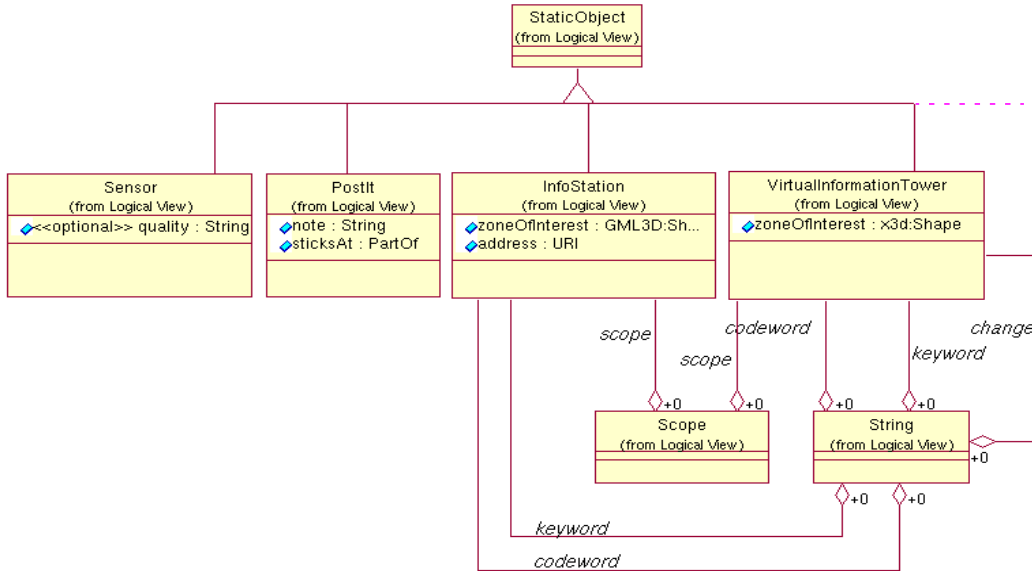 StaticObject
(from Logical View)
Sensor
(from Logical View)
<<optional>> quality : String
PostIt
(from Logical View)
note : String
sticksAt : PartOf
InfoStation
(from Logical View)
zoneOfInterest : GML3D:Sh...
address : URI
VirtualInformationTower
(from Logical View)
zoneOfInterest : x3d:Shape
scope
scope
codeword
keyword
change
+0
+0
+0
+0
Scope
(from Logical View)
String
(from Logical View)
+0
+0
+0
keyword
codeword